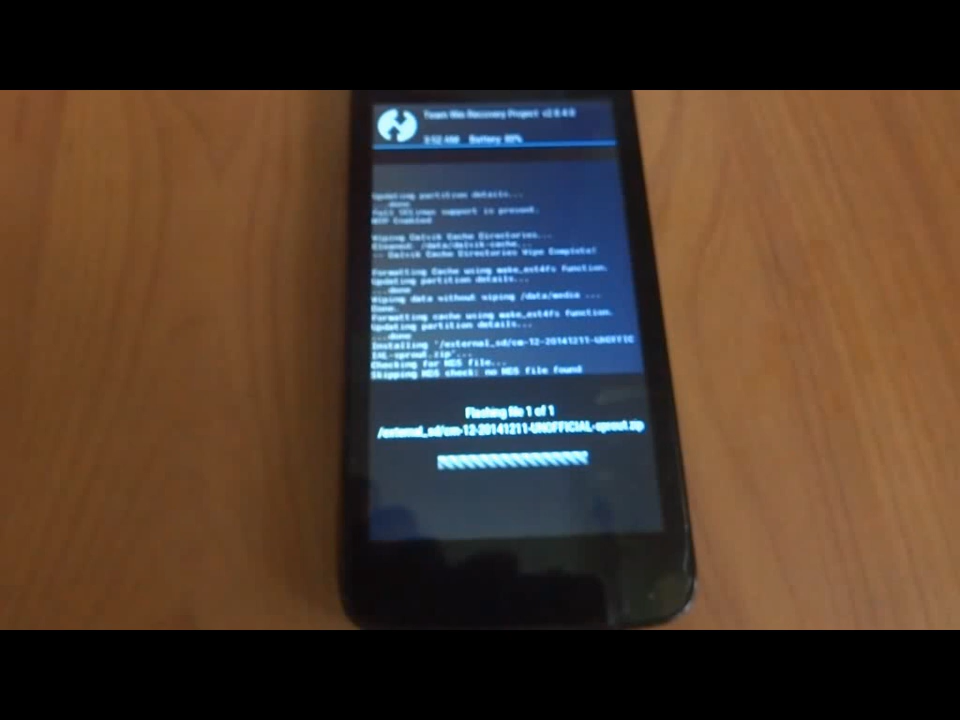 Team Win Recovery Project v2.8.4.0
3:52 AM Battery: 80%
Updating partition details...
...done
Full SELinux support is present.
MTP Enabled
Wiping Dalvik Cache Directories...
Cleaned: /data/dalvik-cache...
-- Dalvik Cache Directories Wipe Complete!
Formatting Cache using make_ext4fs function.
Updating partition details...
...done
Wiping data without wiping /data/media ...
Done.
Formatting cache using make_ext4fs function.
Updating partition details...
...done
Installing '/external_sd/cm-12-20141211-UNOFFIC
IAL-sprout.zip'...
Checking for MD5 file...
Skipping MD5 check: no MD5 file found
Flashing file 1 of 1
/external_sd/cm-12-20141211-UNOFFICIAL-sprout.zip